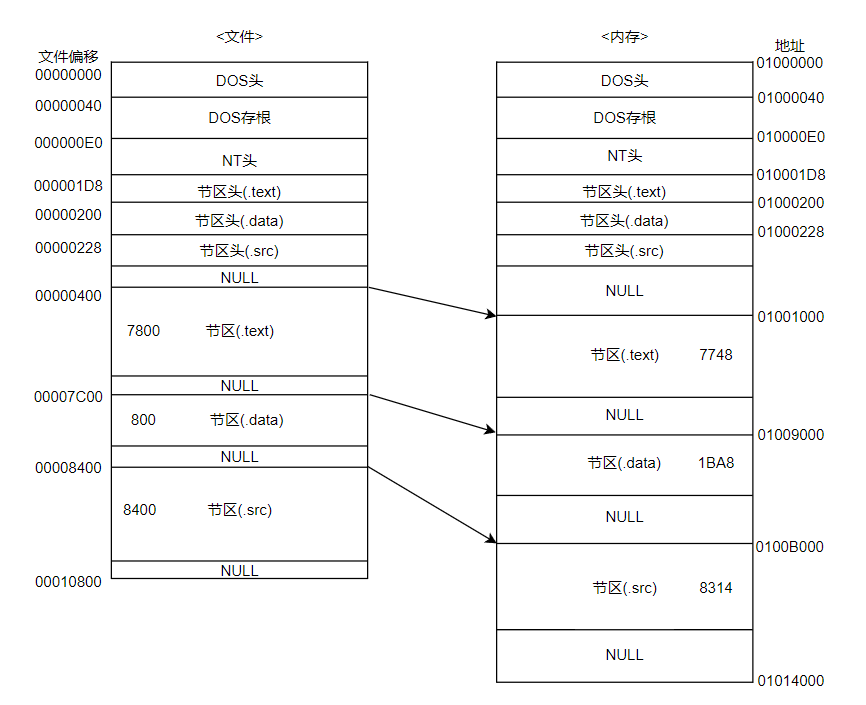 <文件>
文件偏移
00000000
DOS头
00000040
DOS存根
000000E0
NT头
000001D8
节区头(.text)
00000200
节区头(.data)
00000228
节区头(.src)
NULL
00000400
7800 节区(.text)
NULL
00007C00
800 节区(.data)
NULL
00008400
8400 节区(.src)
NULL
00010800
<内存>
地址
01000000
DOS头
01000040
DOS存根
010000E0
NT头
010001D8
节区头(.text)
01000200
节区头(.data)
01000228
节区头(.src)
NULL
01001000
节区(.text) 7748
NULL
01009000
节区(.data) 1BA8
NULL
0100B000
节区(.src) 8314
NULL
01014000